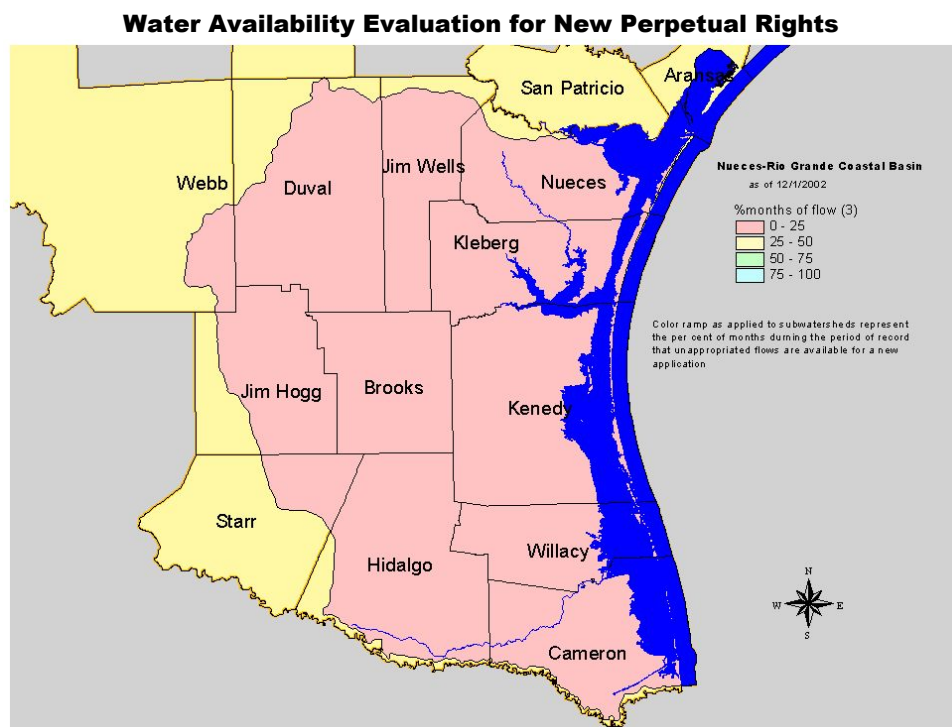 Water Availability Evaluation for New Perpetual Rights
Aransas
San Patricio
Jim Wells
Nueces-Rio Grande Coastal Basin
Webb
Duval
Nueces
as of 12/1/2002
%months of flow (3)
0 - 25
Kleberg
25 - 50
50 - 75
75 - 100
Color ramp as applied to subwatersheds represent
the per cent of months durning the period of record
that unappropriated flows are available for a new
application
Jim Hogg
Brooks
Kenedy
Starr
Willacy
Hidalgo
N
W
E
S
Cameron